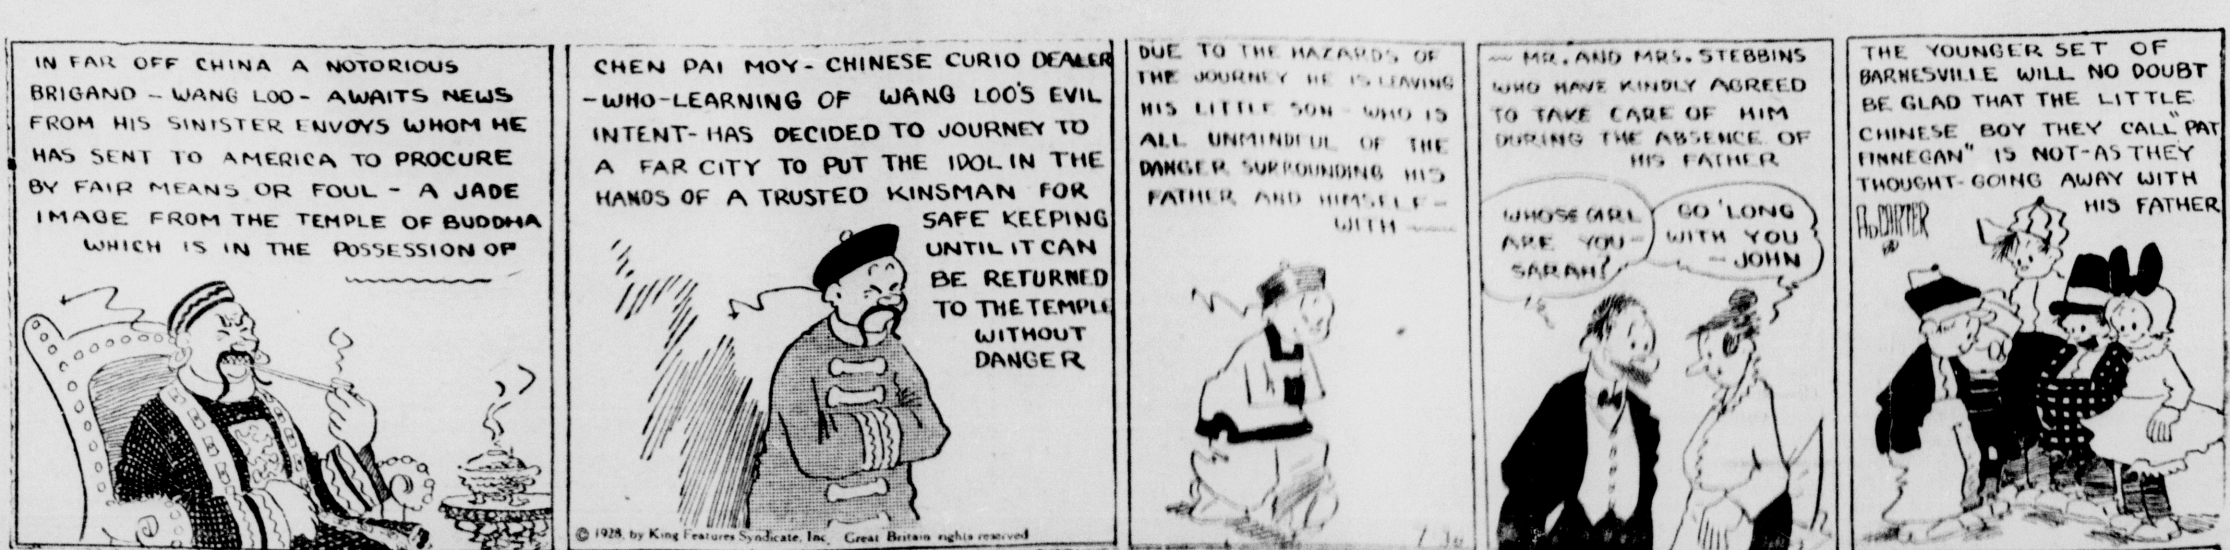 IN FAR OFF CHINA A NOTORIOUS
BRIGAND - WANG LOO - AWAITS NEWS
FROM HIS SINISTER ENVOYS WHOM HE
HAS SENT TO AMERICA TO PROCURE
BY FAIR MEANS OR FOUL - A JADE
IMAGE FROM THE TEMPLE OF BUDDHA
WHICH IS IN THE POSSESSION OF
CHEN PAI MOY - CHINESE CURIO DEALER
- WHO - LEARNING OF WANG LOO'S EVIL
INTENT - HAS DECIDED TO JOURNEY TO
A FAR CITY TO PUT THE IDOL IN THE
HANDS OF A TRUSTED KINSMAN FOR
SAFE KEEPING
UNTIL IT CAN
BE RETURNED
TO THE TEMPLE
WITHOUT
DANGER
© 1928, by King Features Syndicate, Inc. Great Britain rights reserved
DUE TO THE HAZARDS OF
THE JOURNEY HE IS LEAVING
HIS LITTLE SON - WHO IS
ALL UNMINDFUL OF THE
DANGER SURROUNDING HIS
FATHER AND HIMSELF -
WITH
MR. AND MRS. STEBBINS
WHO HAVE KINDLY AGREED
TO TAKE CARE OF HIM
DURING THE ABSENCE OF
HIS FATHER
WHOSE GIRL
ARE YOU -
SARAH?
GO 'LONG
WITH YOU
- JOHN
THE YOUNGER SET OF
BARNESVILLE WILL NO DOUBT
BE GLAD THAT THE LITTLE
CHINESE BOY THEY CALL "PAT
FINNEGAN" IS NOT - AS THEY
THOUGHT - GOING AWAY WITH
HIS FATHER
AD CARTER